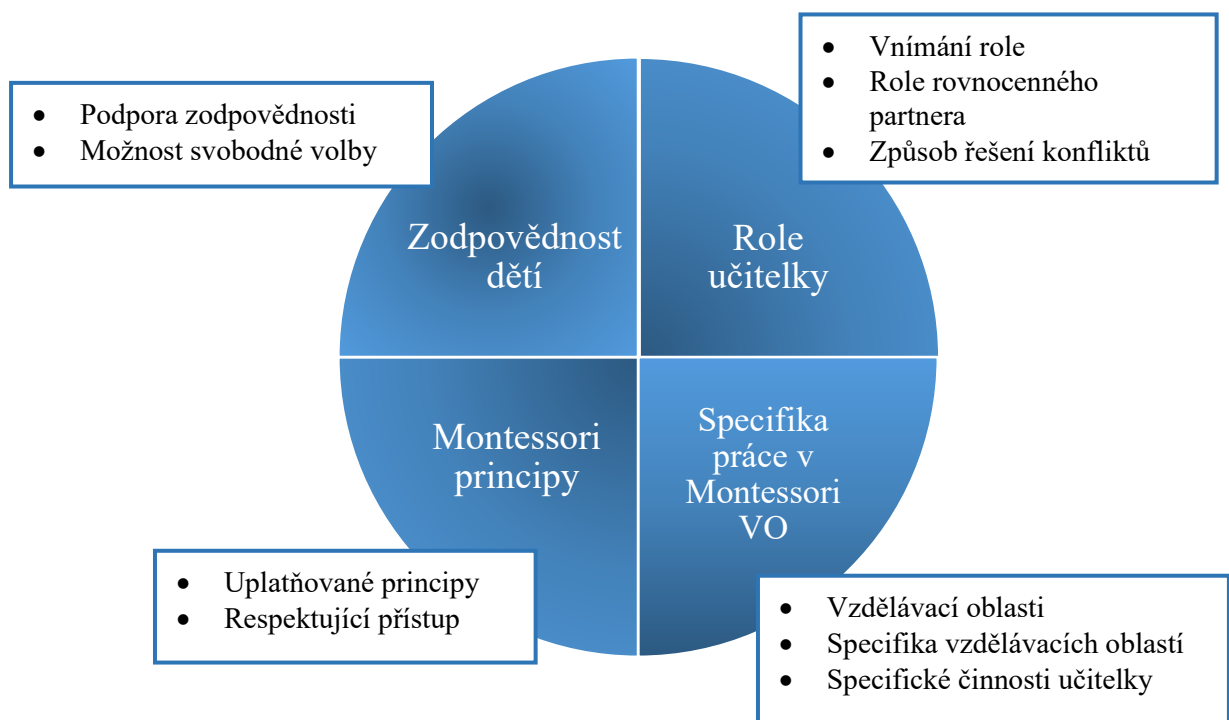 • Podpora zodpovědnosti
• Možnost svobodné volby
• Vnímání role
• Role rovnocenného
partnera
• Způsob řešení konfliktů
Zodpovědnost
dětí
Role
učitelky
Montessori
principy
Specifika
práce v
Montessori
VO
• Uplatňované principy
• Respektující přístup
• Vzdělávací oblasti
• Specifika vzdělávacích oblastí
• Specifické činnosti učitelky